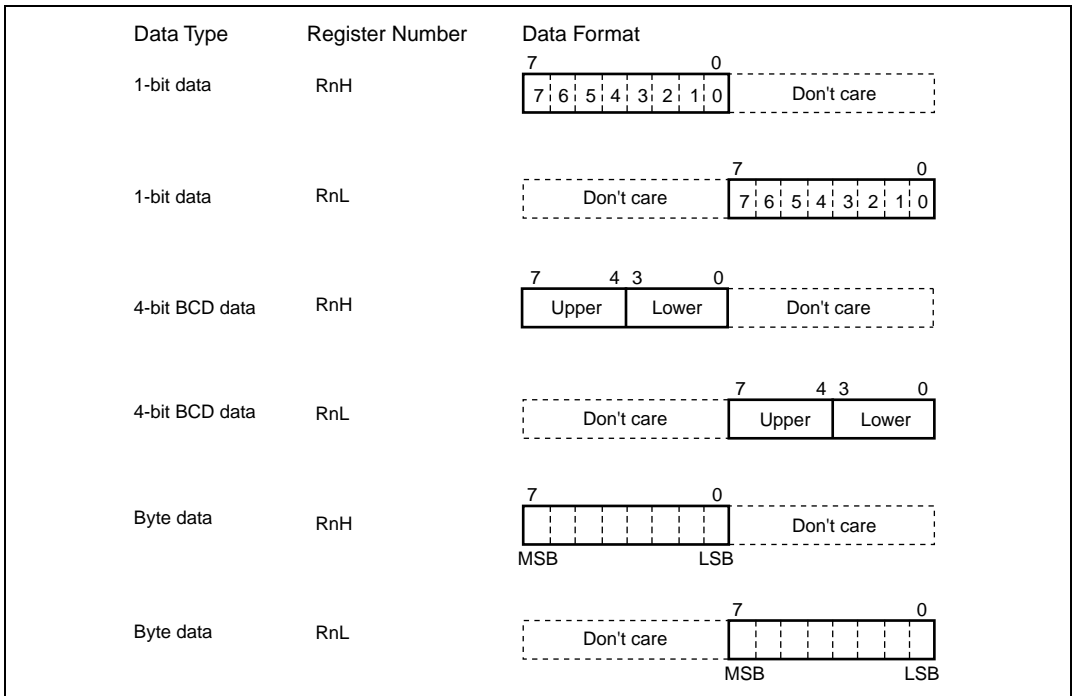 Data Type Register Number Data Format
7 0
1-bit data RnH 7 6 5 4 3 2 1 0 Don't care
7 0
1-bit data RnL Don't care 7 6 5 4 3 2 1 0
7 4 3 0
4-bit BCD data RnH Upper Lower Don't care
7 4 3 0
4-bit BCD data RnL Don't care Upper Lower
7 0
Byte data RnH Don't care
MSB LSB
7 0
Byte data RnL Don't care
MSB LSB